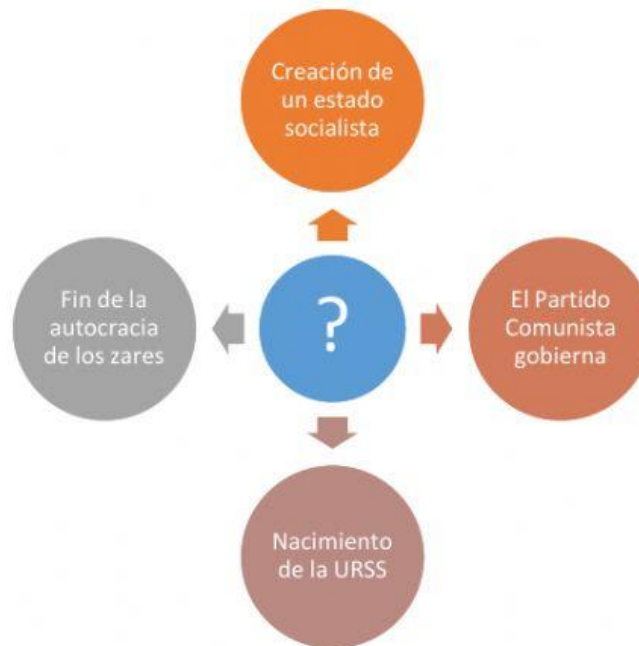 Creación de
un estado
socialista
Fin de la
autocracia
de los zares
?
El Partido
Comunista
gobierna
Nacimiento
de la URSS